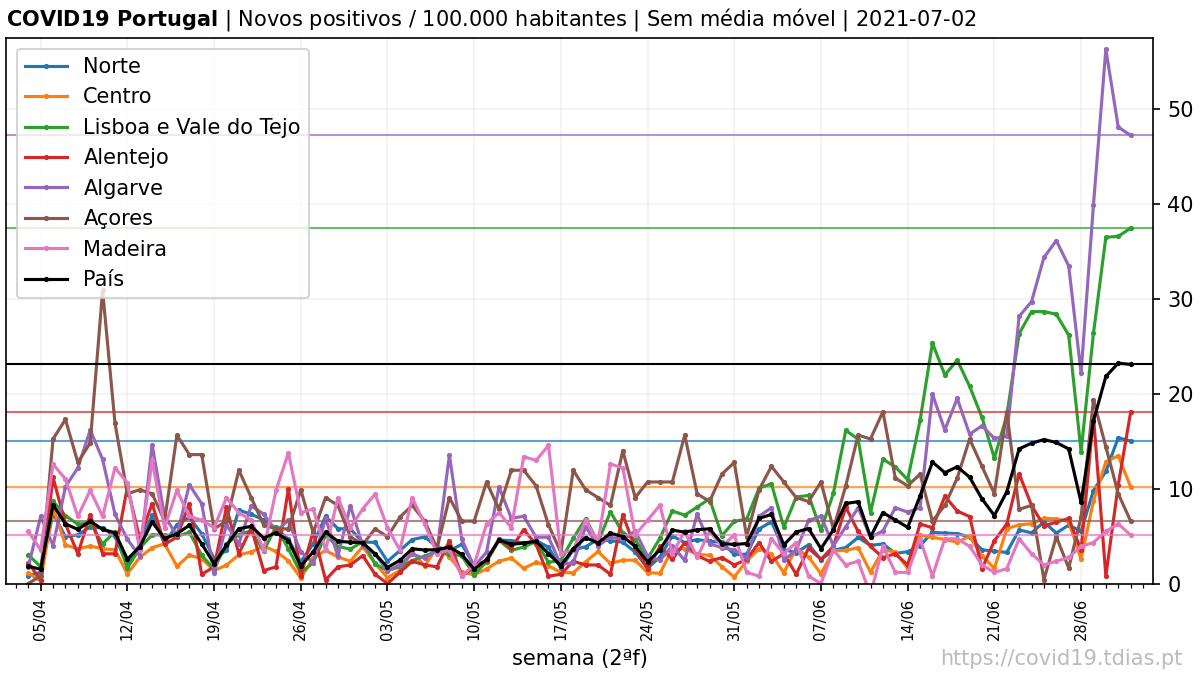 COVID19 Portugal | Novos positivos / 100.000 habitantes | Sem média móvel | 2021-07-02
Norte
Centro
Lisboa e Vale do Tejo
Alentejo
Algarve
Açores
Madeira
País
50
40
30
20
10
0
05/04
12/04
19/04
26/04
03/05
10/05
17/05
24/05
31/05
07/06
14/06
21/06
28/06
semana (2ªf)
https://covid19.tdias.pt